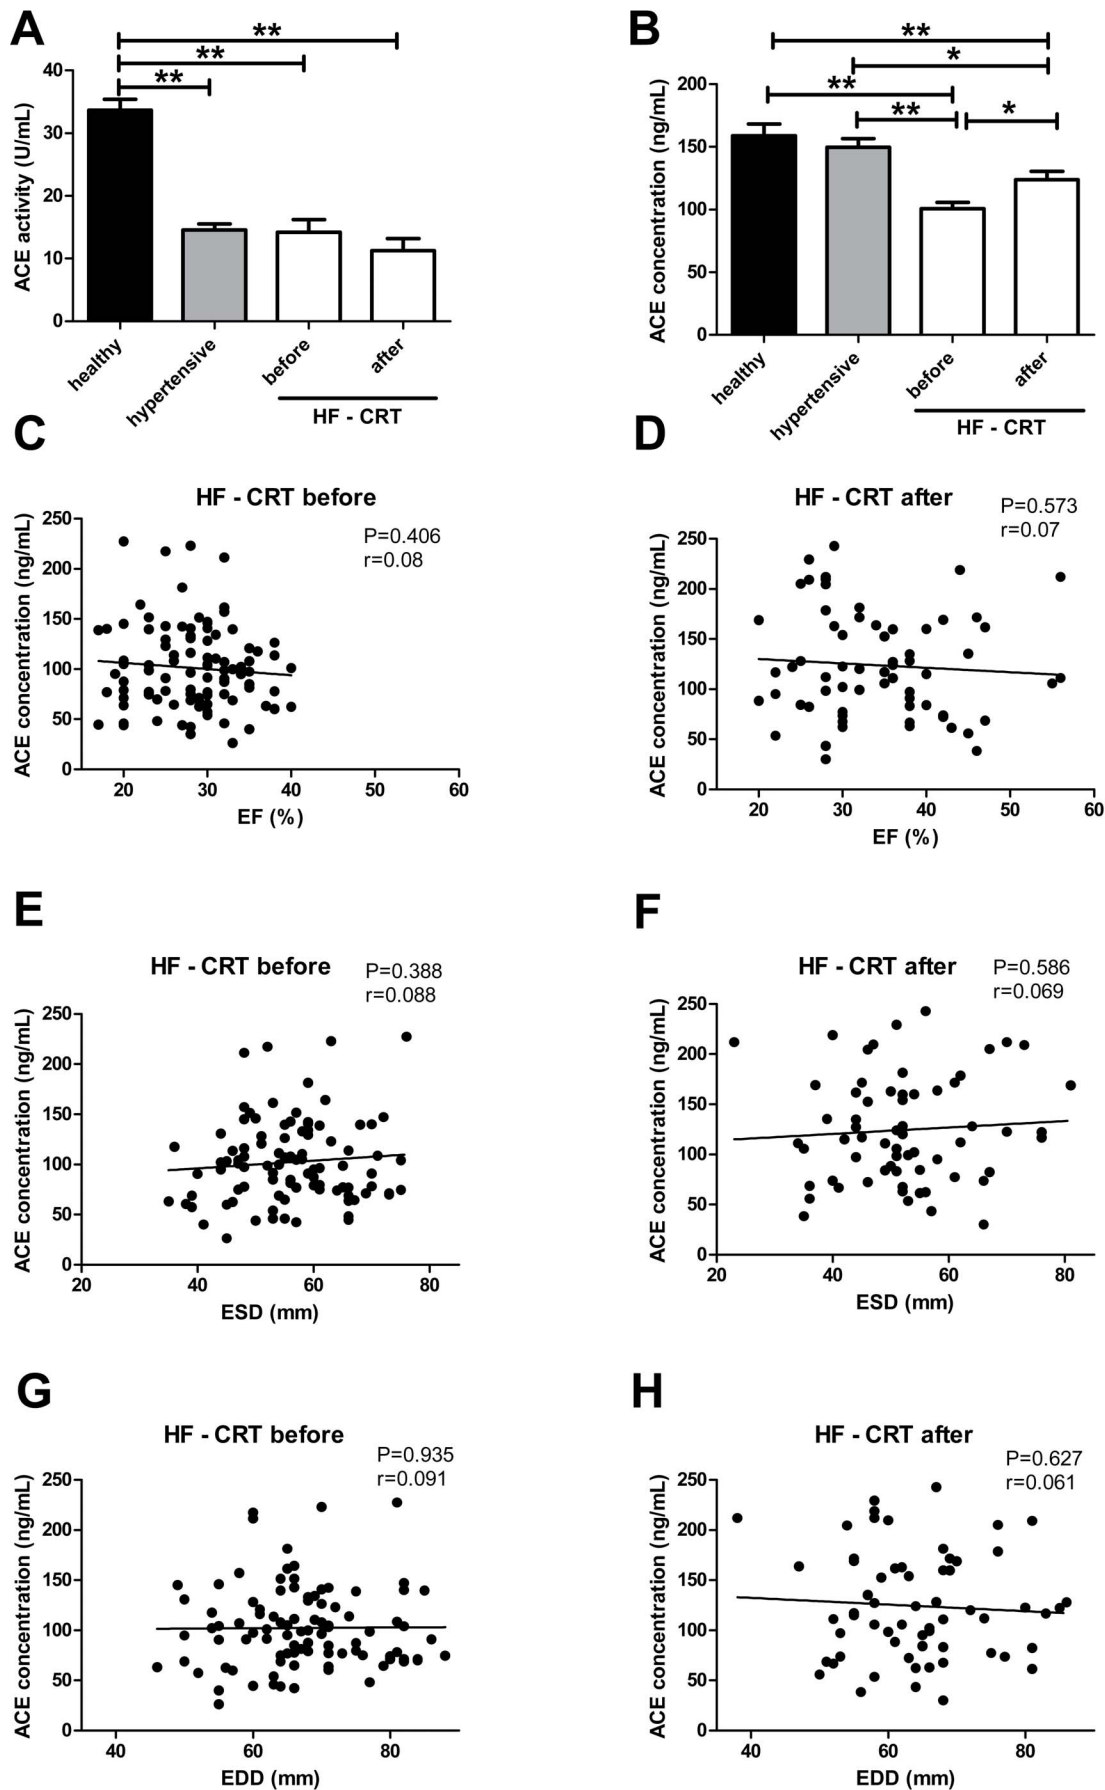 A
B
**
**
**
ACE activity (U/mL)
40
30
20
10
0
healthy
hypertensive
before
after
HF - CRT
**
*
**
**
*
ACE concentration (ng/mL)
200
150
100
50
0
healthy
hypertensive
before
after
HF - CRT
C
HF - CRT before
P=0.406
r=0.08
ACE concentration (ng/mL)
250
200
150
100
50
0
20
30
40
50
60
EF (%)
D
HF - CRT after
P=0.573
r=0.07
ACE concentration (ng/mL)
250
200
150
100
50
0
20
30
40
50
60
EF (%)
E
HF - CRT before
P=0.388
r=0.088
ACE concentration (ng/mL)
250
200
150
100
50
0
20
40
60
80
ESD (mm)
F
HF - CRT after
P=0.586
r=0.069
ACE concentration (ng/mL)
250
200
150
100
50
0
20
40
60
80
ESD (mm)
G
HF - CRT before
P=0.935
r=0.091
ACE concentration (ng/mL)
250
200
150
100
50
0
40
60
80
EDD (mm)
H
HF - CRT after
P=0.627
r=0.061
ACE concentration (ng/mL)
250
200
150
100
50
0
40
60
80
EDD (mm)